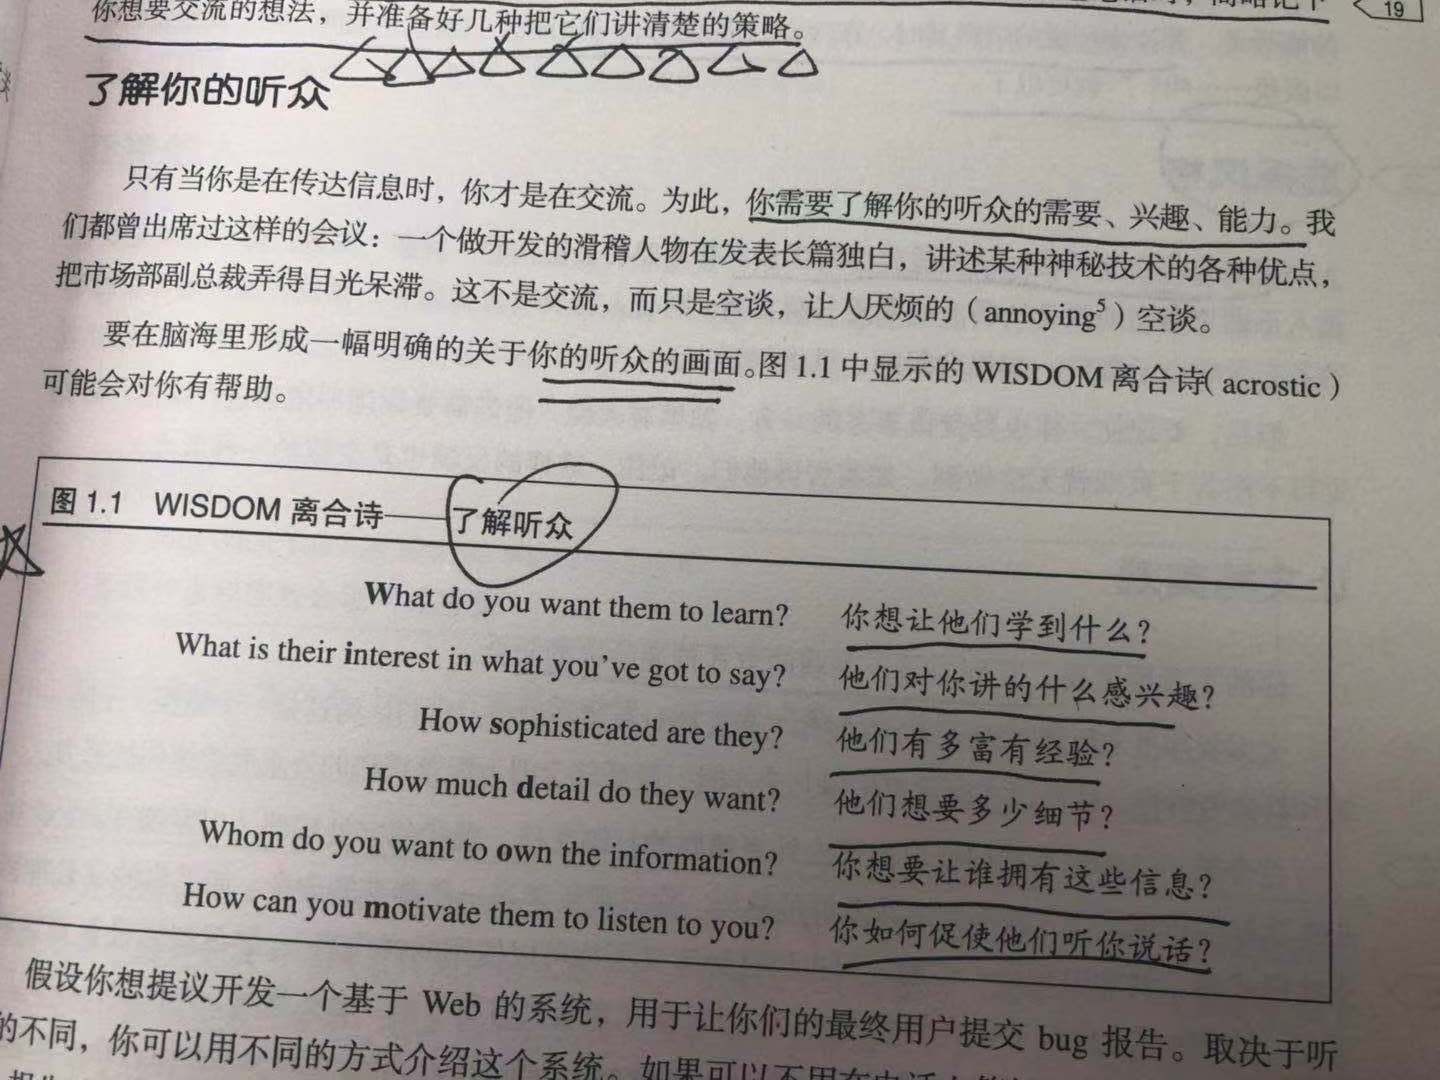 19
你想要交流的想法，并准备好几种把它们讲清楚的策略。
了解你的听众
只有当你是在传达信息时，你才是在交流。为此，你需要了解你的听众的需要、兴趣、能力。我
们都曾出席过这样的会议：一个做开发的滑稽人物在发表长篇独白，讲述某种神秘技术的各种优点，
把市场部副总裁弄得目光呆滞。这不是交流，而只是空谈，让人厌烦的（annoying5）空谈。
要在脑海里形成一幅明确的关于你的听众的画面。图 1.1 中显示的 WISDOM 离合诗（acrostic）
可能会对你有帮助。
图 1.1 WISDOM 离合诗——了解听众
What do you want them to learn? 你想让他们学到什么？
What is their interest in what you've got to say? 他们对你讲的什么感兴趣？
How sophisticated are they? 他们有多富有经验？
How much detail do they want? 他们想要多少细节？
Whom do you want to own the information? 你想要让谁拥有这些信息？
How can you motivate them to listen to you? 你如何促使他们听你说话？
假设你想提议开发一个基于 Web 的系统，用于让你们的最终用户提交 bug 报告。取决于听
的不同，你可以用不同的方式介绍这个系统。如果可以不用在电话上